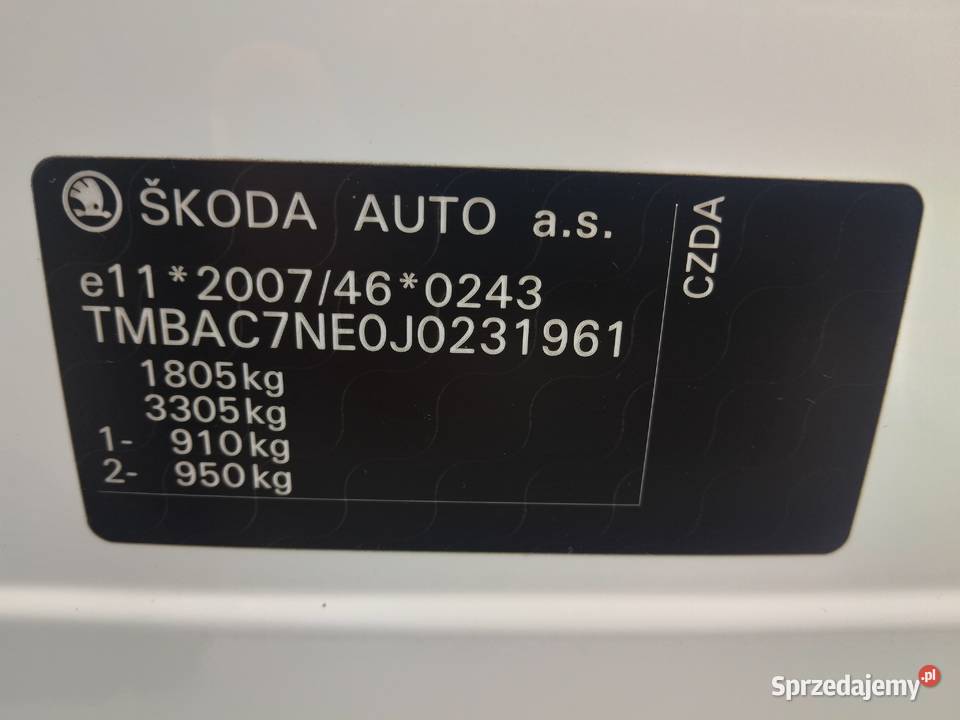 ŠKODA AUTO a.s.
e11*2007/46*0243
TMBAC7NE0J0231961
1805kg
3305kg
1- 910kg
2- 950kg
CZDA
Sprzedajemy.pl